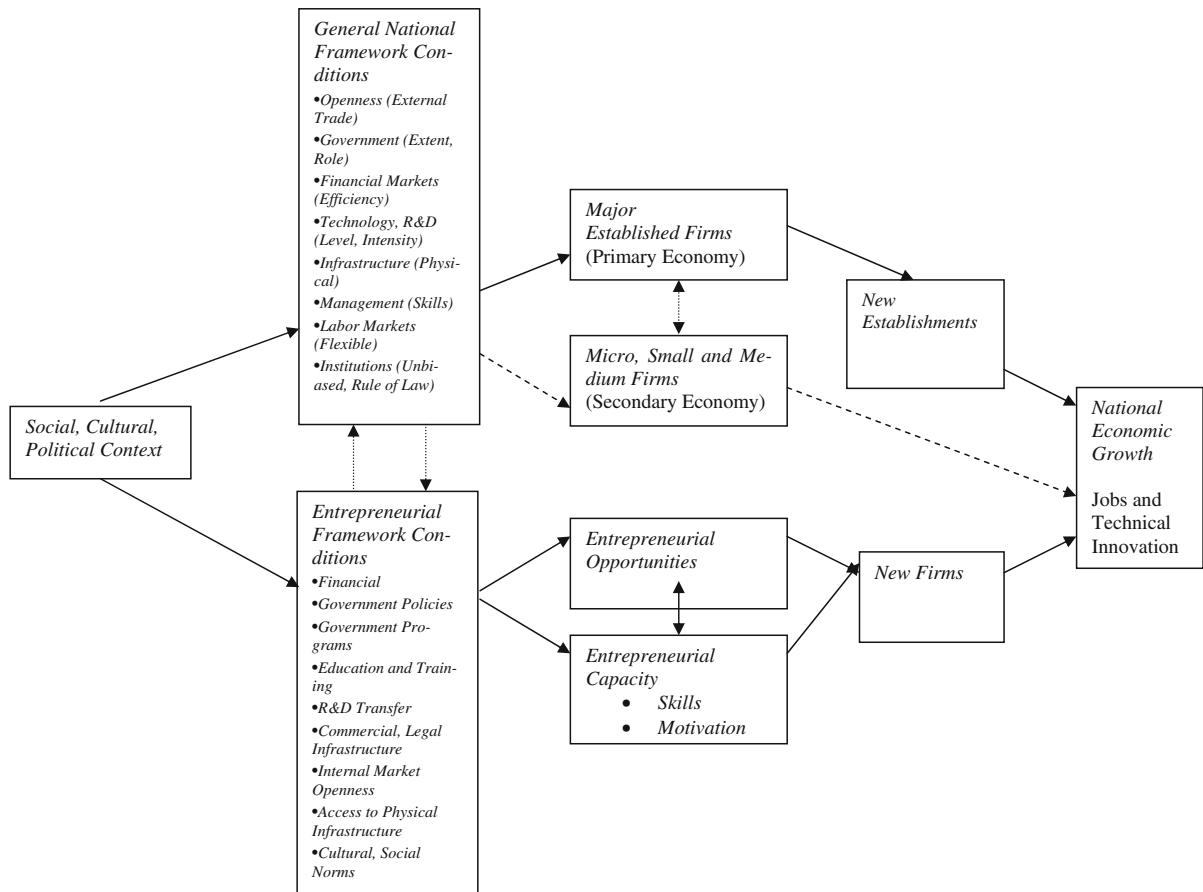 Social, Cultural,
Political Context
General National
Framework Con-
ditions
•Openness (External
Trade)
•Government (Extent,
Role)
•Financial Markets
(Efficiency)
•Technology, R&D
(Level, Intensity)
•Infrastructure (Physi-
cal)
•Management (Skills)
•Labor Markets
(Flexible)
•Institutions (Unbi-
ased, Rule of Law)
Entrepreneurial
Framework Con-
ditions
•Financial
•Government Policies
•Government Pro-
grams
•Education and Train-
ing
•R&D Transfer
•Commercial, Legal
Infrastructure
•Internal Market
Openness
•Access to Physical
Infrastructure
•Cultural, Social
Norms
Major
Established Firms
(Primary Economy)
Micro, Small and Me-
dium Firms
(Secondary Economy)
Entrepreneurial
Opportunities
Entrepreneurial
Capacity
• Skills
• Motivation
New
Establishments
New Firms
National
Economic
Growth
Jobs and
Technical
Innovation